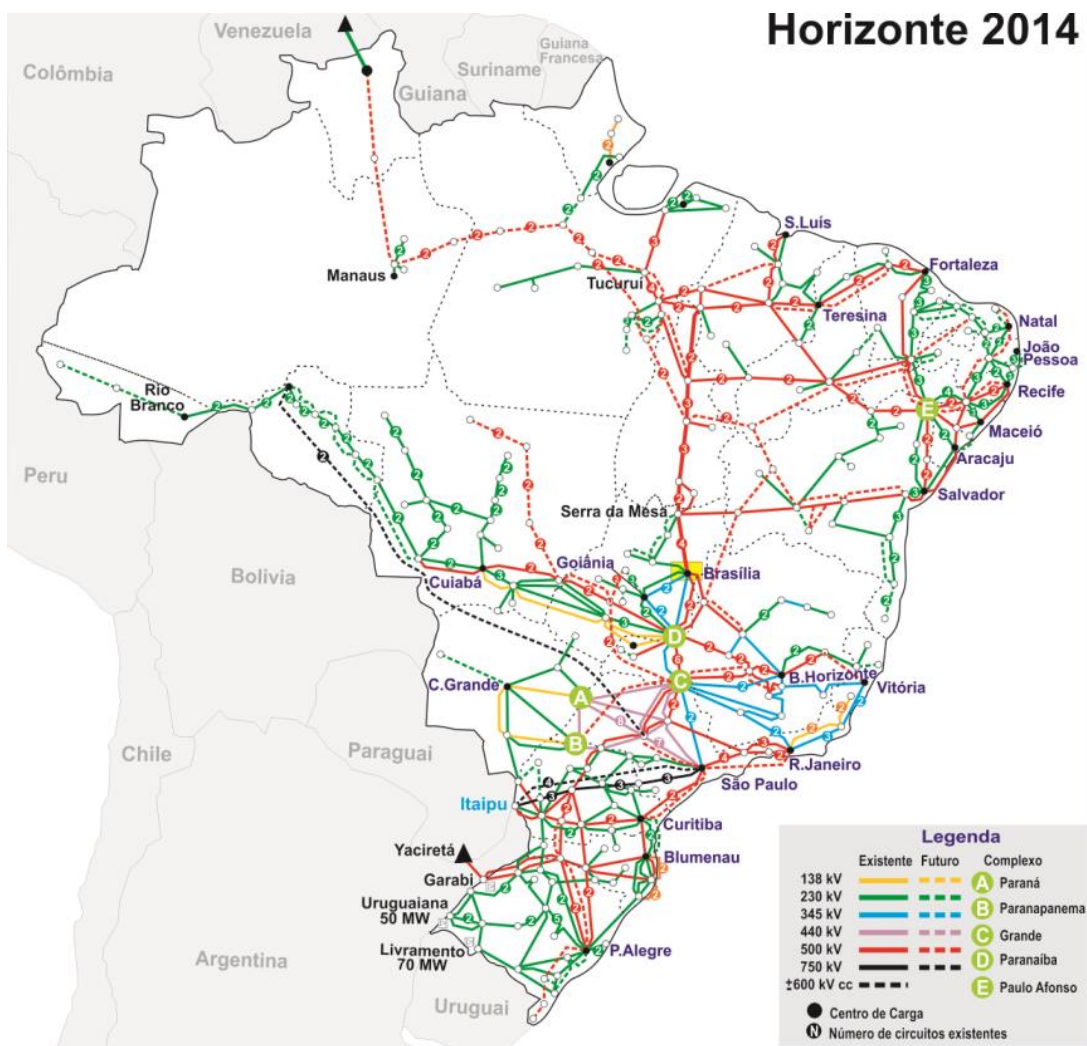 Horizonte 2014
Venezuela
Guiana
Francesa
Suriname
Colômbia
Guiana
S.Luís
Fortaleza
Manaus
Tucuruí
Teresina
Natal
João
Pessoa
Rio
Branco
Recife
E
Maceió
Aracaju
Peru
Salvador
Serra da Mesa
Bolívia
Goiânia
Brasília
Cuiabá
D
B.Horizonte
C.Grande
C
Vitória
A
B
Chile
Paraguai
R.Janeiro
São Paulo
Itaipu
Curitiba
Yaciretá
Blumenau
Garabi
Uruguaiana
50 MW
Livramento
70 MW
P.Alegre
Argentina
Uruguai
Legenda
Existente Futuro Complexo
138 kV A Paraná
230 kV
345 kV B Paranapanema
440 kV C Grande
500 kV D Paranaíba
750 kV
±600 kV cc E Paulo Afonso
Centro de Carga
N Número de circuitos existentes